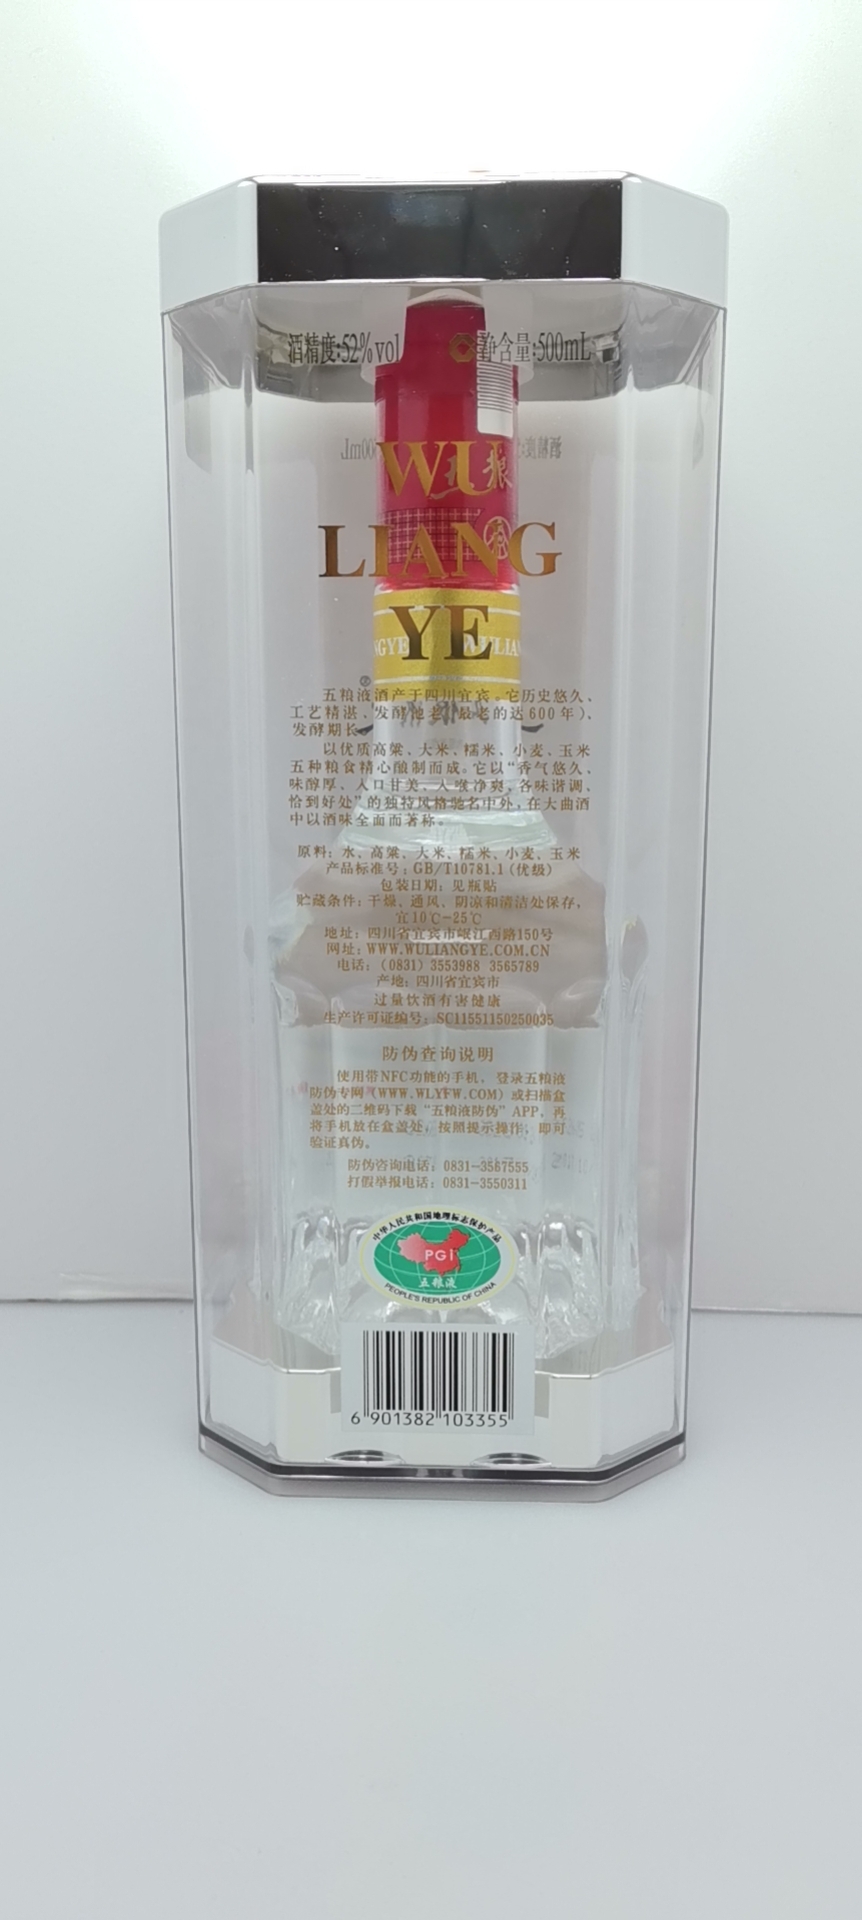 酒精度:52%vol 净含量:500mL
WU
LIANG
YE
五粮液酒产于四川宜宾。它历史悠久、
工艺精湛、发酵池老(最老的达600年)、
发酵期长。
以优质高粱、大米、糯米、小麦、玉米
五种粮食精心酿制而成。它以“香气悠久、
味醇厚、入口甘美、入喉净爽,各味谐调、
恰到好处”的独特风格驰名中外,在大曲酒
中以酒味全面而著称。
原料:水、高粱、大米、糯米、小麦、玉米
产品标准号:GB/T10781.1(优级)
包装日期:见瓶贴
贮藏条件:干燥、通风、阴凉和清洁处保存,
宜10℃-25℃
地址:四川省宜宾市岷江西路150号
网址:WWW.WULIANGYE.COM.CN
电话:(0831) 3553988 3565789
产地:四川省宜宾市
过量饮酒有害健康
生产许可证编号:SC11551150250035
防伪查询说明
使用带NFC功能的手机,登录五粮液
防伪专网(WWW.WLYFW.COM)或扫描盒
盖处的二维码下载“五粮液防伪”APP,再
将手机放在盒盖处,按照提示操作,即可
验证真伪。
防伪咨询电话:0831-3567555
打假举报电话:0831-3550311
中华人民共和国地理标志保护产品
PGI
五粮液
PEOPLE'S REPUBLIC OF CHINA
6 901382 103355